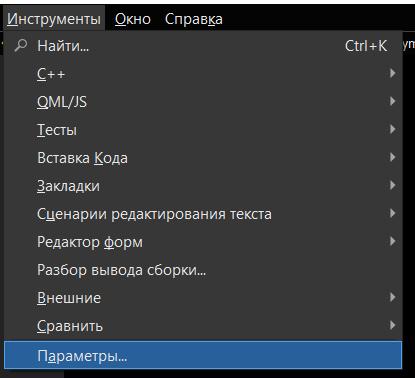 Инструменты Окно Справка
Найти... Ctrl+K
C++
QML/JS
Тесты
Вставка Кода
Закладки
Сценарии редактирования текста
Редактор форм
Разбор вывода сборки...
Внешние
Сравнить
Параметры...